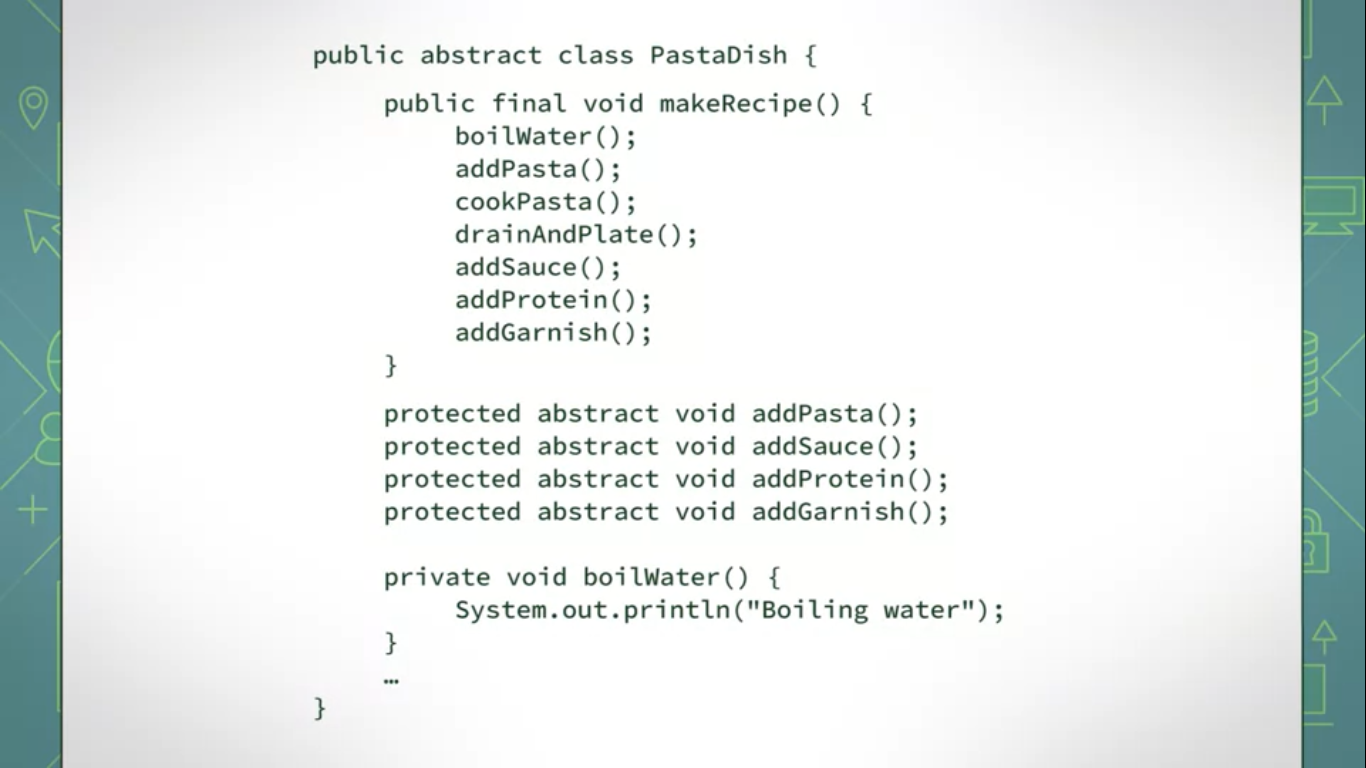 public abstract class PastaDish {
public final void makeRecipe() {
boilWater();
addPasta();
cookPasta();
drainAndPlate();
addSauce();
addProtein();
addGarnish();
}
protected abstract void addPasta();
protected abstract void addSauce();
protected abstract void addProtein();
protected abstract void addGarnish();
private void boilWater() {
System.out.println("Boiling water");
}
…
}